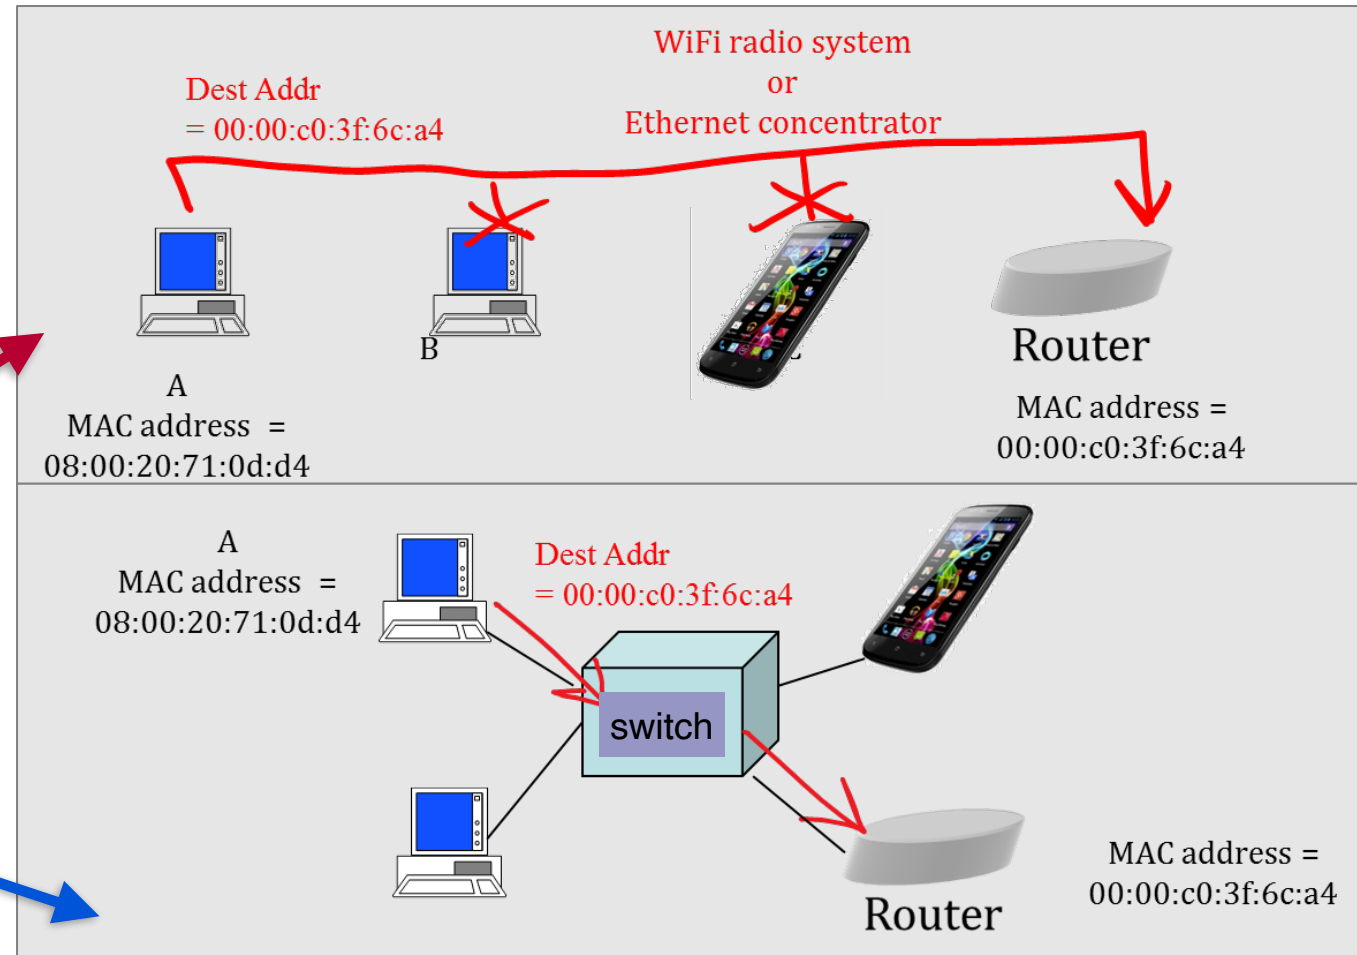 WiFi radio system
or
Ethernet concentrator
Dest Addr
= 00:00:c0:3f:6c:a4
B
Router
A
MAC address =
08:00:20:71:0d:d4
MAC address =
00:00:c0:3f:6c:a4
A
MAC address =
08:00:20:71:0d:d4
Dest Addr
= 00:00:c0:3f:6c:a4
switch
Router
MAC address =
00:00:c0:3f:6c:a4